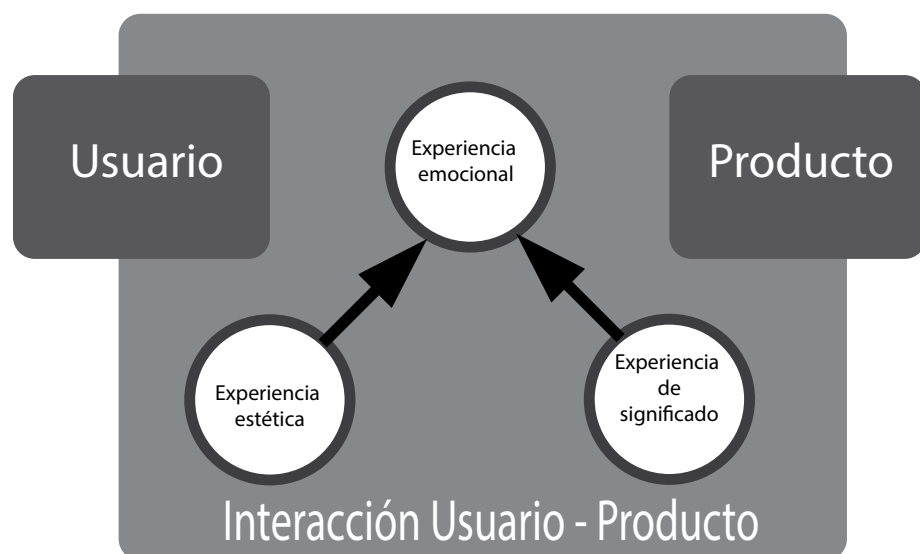 Usuario
Experiencia
emocional
Producto
Experiencia
estética
Experiencia
de
significado
Interacción Usuario - Producto